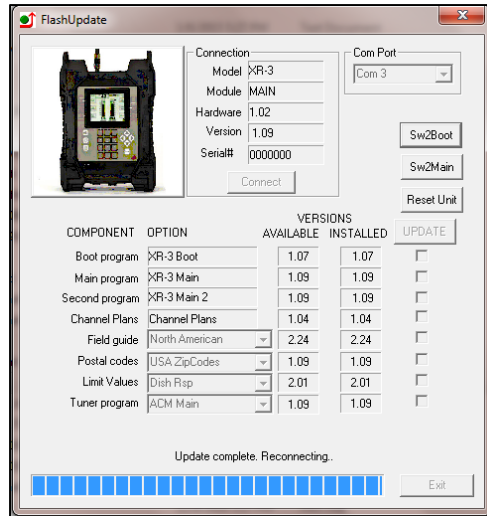 FlashUpdate
Connection
Com Port
Model XR-3
Com 3
Module MAIN
Hardware 1.02
Version 1.09
Sw2Boot
Serial# 0000000
Sw2Main
Connect
Reset Unit
VERSIONS
COMPONENT OPTION AVAILABLE INSTALLED UPDATE
Boot program XR-3 Boot 1.07 1.07
Main program XR-3 Main 1.09 1.09
Second program XR-3 Main 2 1.09 1.09
Channel Plans Channel Plans 1.04 1.04
Field guide North American 2.24 2.24
Postal codes USA ZipCodes 1.09 1.09
Limit Values Dish Rsp 2.01 2.01
Tuner program ACM Main 1.09 1.09
Update complete. Reconnecting..
Exit